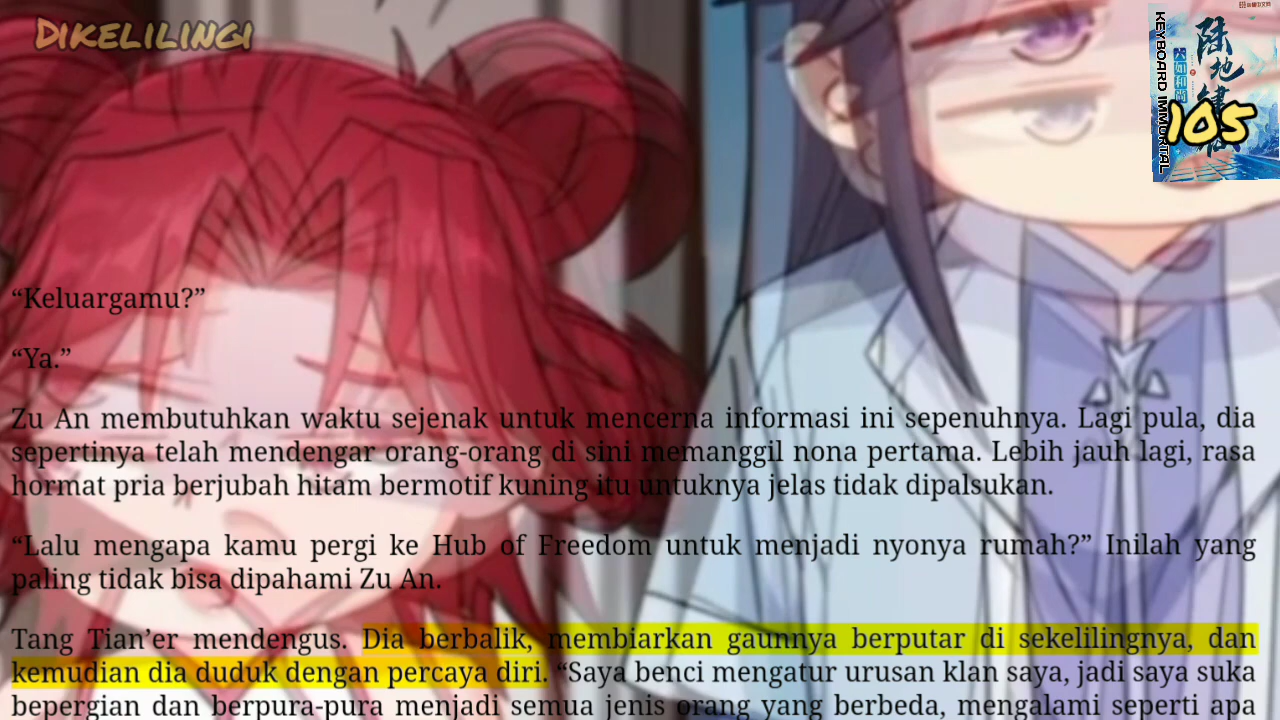 DIKELILINGI
KEYBOARD IMMORTAL
陆地键仙
105
“Keluargamu?”
“Ya.”
Zu An membutuhkan waktu sejenak untuk mencerna informasi ini sepenuhnya. Lagi pula, dia
sepertinya telah mendengar orang-orang di sini memanggil nona pertama. Lebih jauh lagi, rasa
hormat pria berjubah hitam bermotif kuning itu untuknya jelas tidak dipalsukan.
“Lalu mengapa kamu pergi ke Hub of Freedom untuk menjadi nyonya rumah?” Inilah yang
paling tidak bisa dipahami Zu An.
Tang Tian’er mendengus. Dia berbalik, membiarkan gaunnya berputar di sekelilingnya, dan
kemudian dia duduk dengan percaya diri. “Saya benci mengatur urusan klan saya, jadi saya suka
bepergian dan berpura-pura menjadi semua jenis orang yang berbeda, mengalami seperti apa